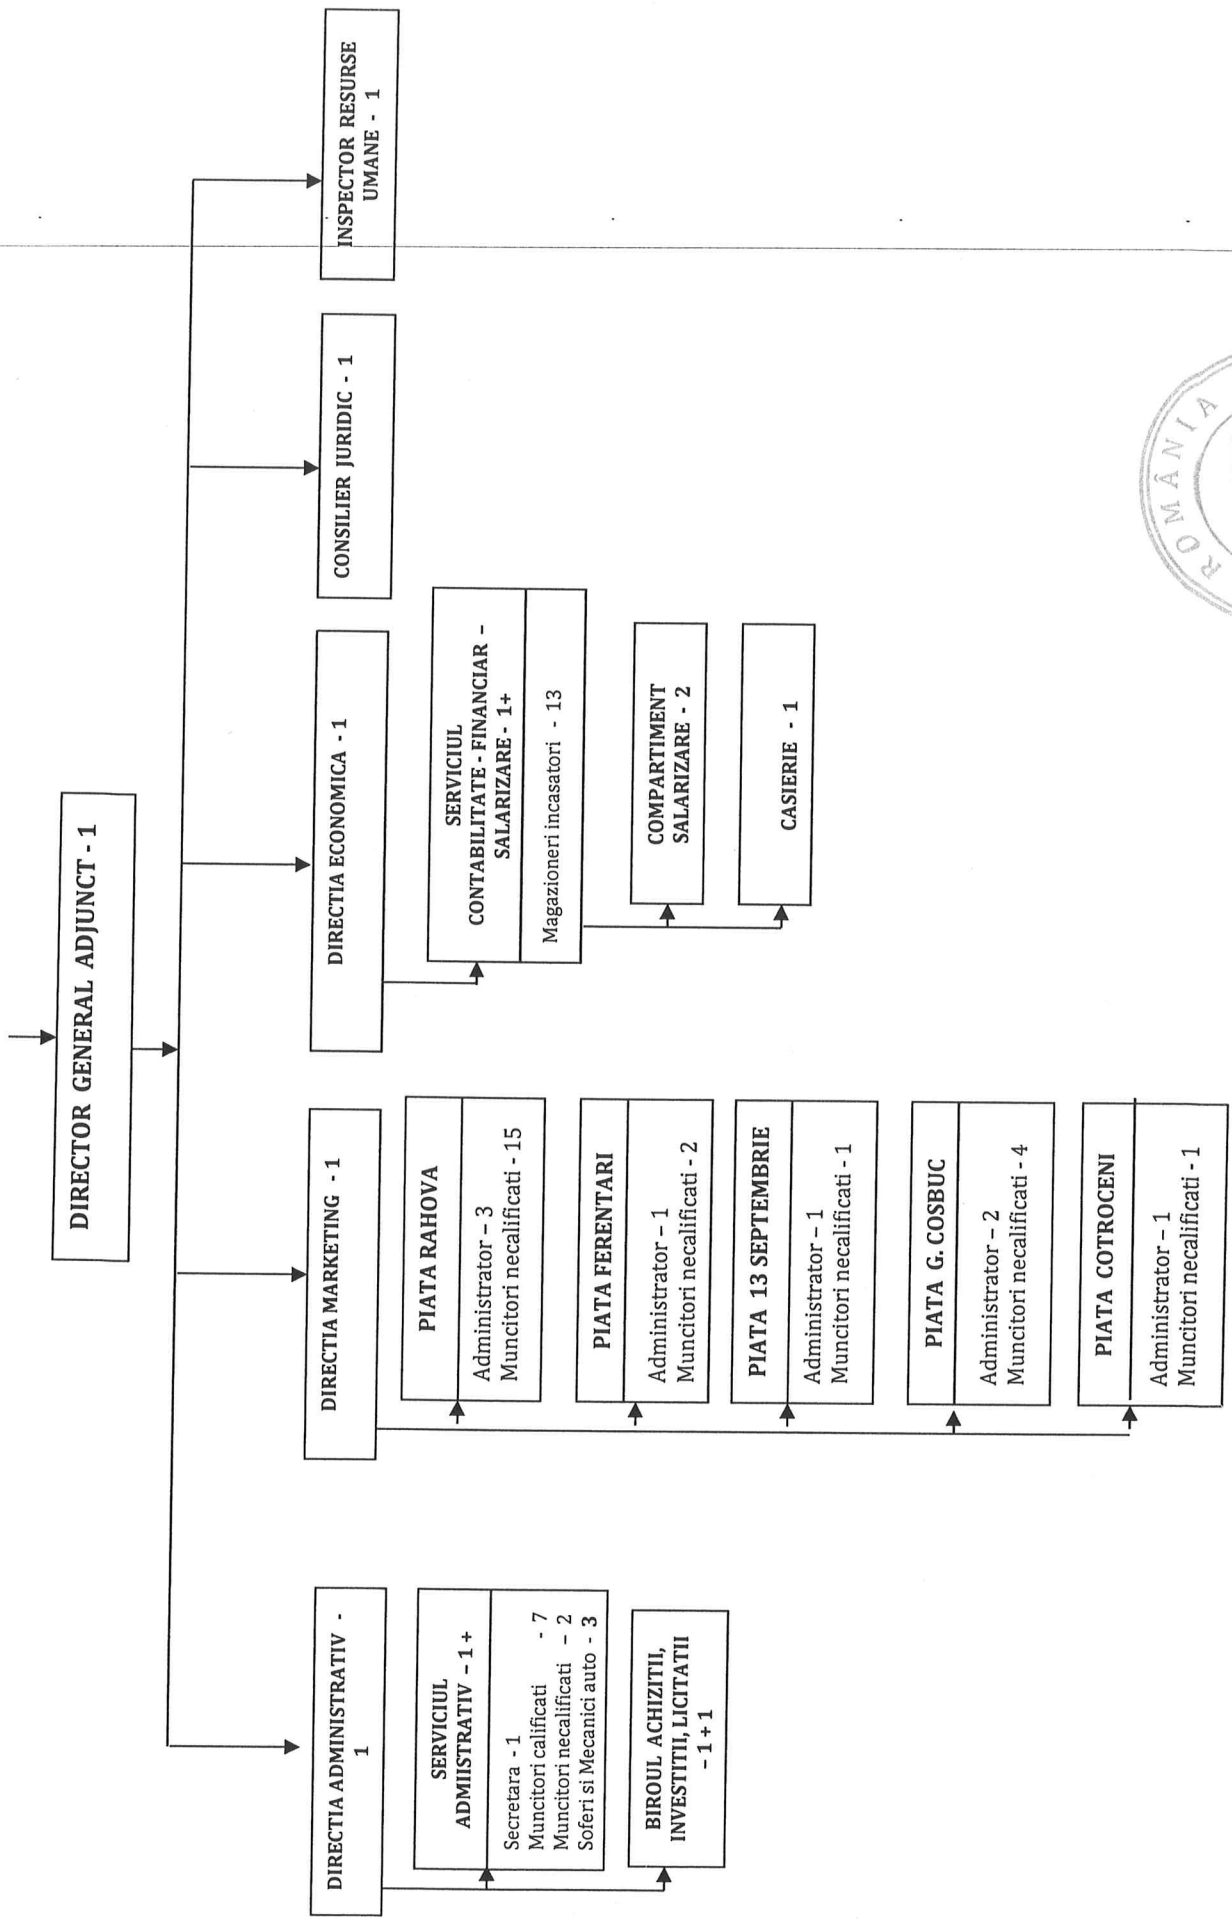 DIRECTOR GENERAL ADJUNCT - 1
DIRECTIA ADMINISTRATIV -
1
SERVICIUL
ADMIISTRATIV – 1 +
Secretara - 1
Muncitori calificati - 7
Muncitori necalificati – 2
Soferi si Mecanici auto - 3
BIROUL ACHIZITII,
INVESTITII, LICITATII
– 1 + 1
DIRECTIA MARKETING - 1
PIATA RAHOVA
Administrator – 3
Muncitori necalificati - 15
PIATA FERENTARI
Administrator – 1
Muncitori necalificati - 2
PIATA 13 SEPTEMBRIE
Administrator – 1
Muncitori necalificati - 1
PIATA G. COSBUC
Administrator – 2
Muncitori necalificati - 4
PIATA COTROCENI
Administrator – 1
Muncitori necalificati - 1
DIRECTIA ECONOMICA - 1
SERVICIUL
CONTABILITATE - FINANCIAR –
SALARIZARE - 1+
Magazioneri incasatori - 13
COMPARTIMENT
SALARIZARE - 2
CASIERIE - 1
CONSILIER JURIDIC - 1
INSPECTOR RESURSE
UMANE - 1
ROMÂNIA